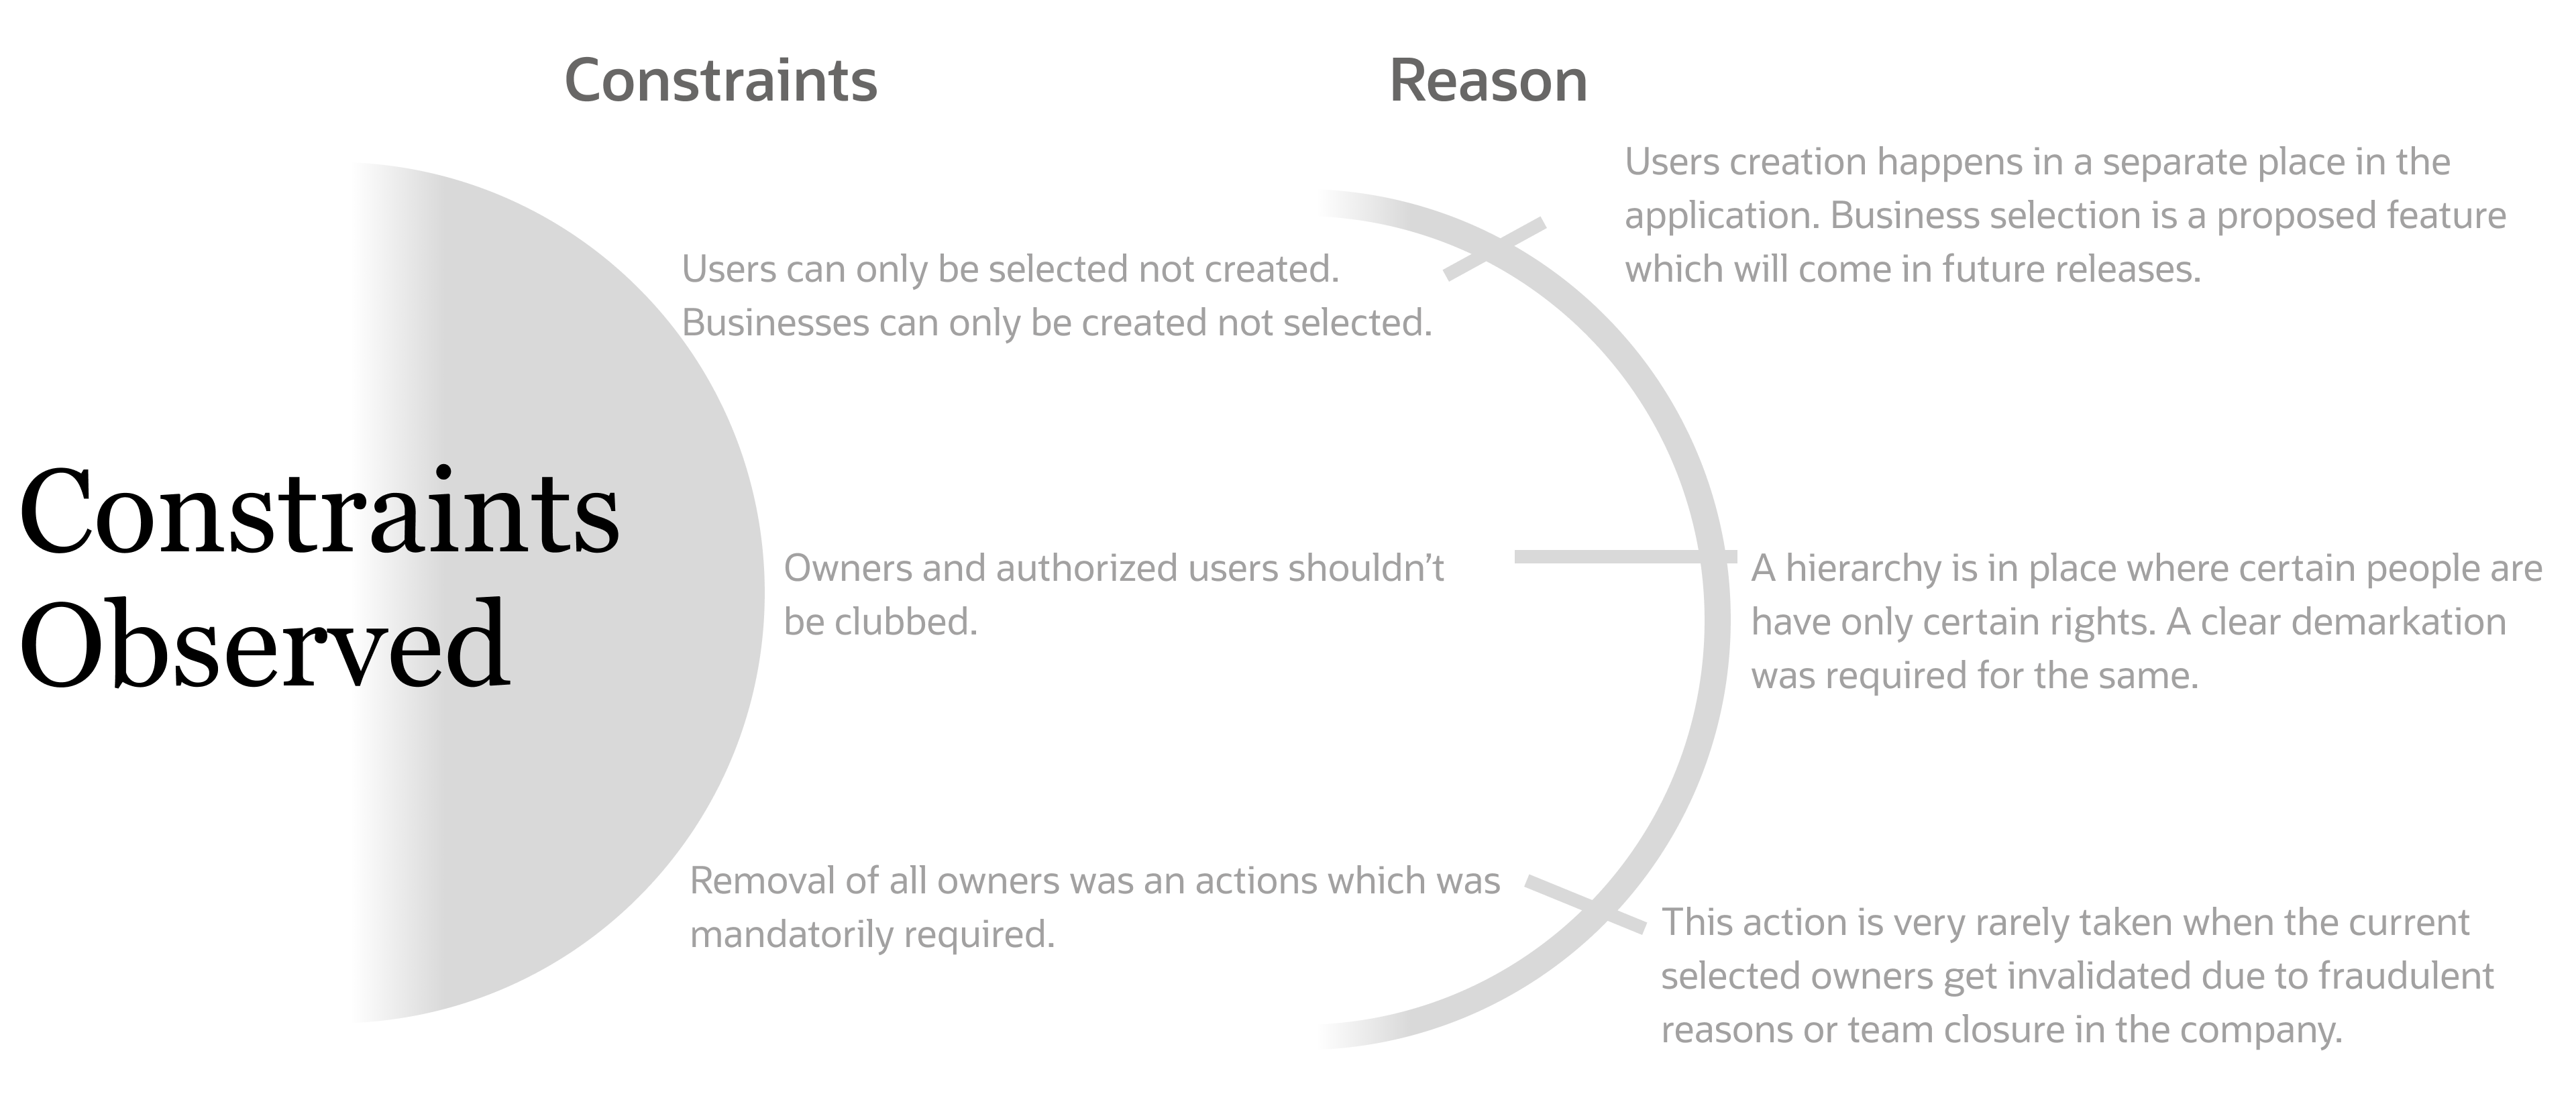 Constraints
Reason
Constraints
Observed
Users can only be selected not created.
Businesses can only be created not selected.
Users creation happens in a separate place in the
application. Business selection is a proposed feature
which will come in future releases.
Owners and authorized users shouldn’t
be clubbed.
A hierarchy is in place where certain people are
have only certain rights. A clear demarkation
was required for the same.
Removal of all owners was an actions which was
mandatorily required.
This action is very rarely taken when the current
selected owners get invalidated due to fraudulent
reasons or team closure in the company.